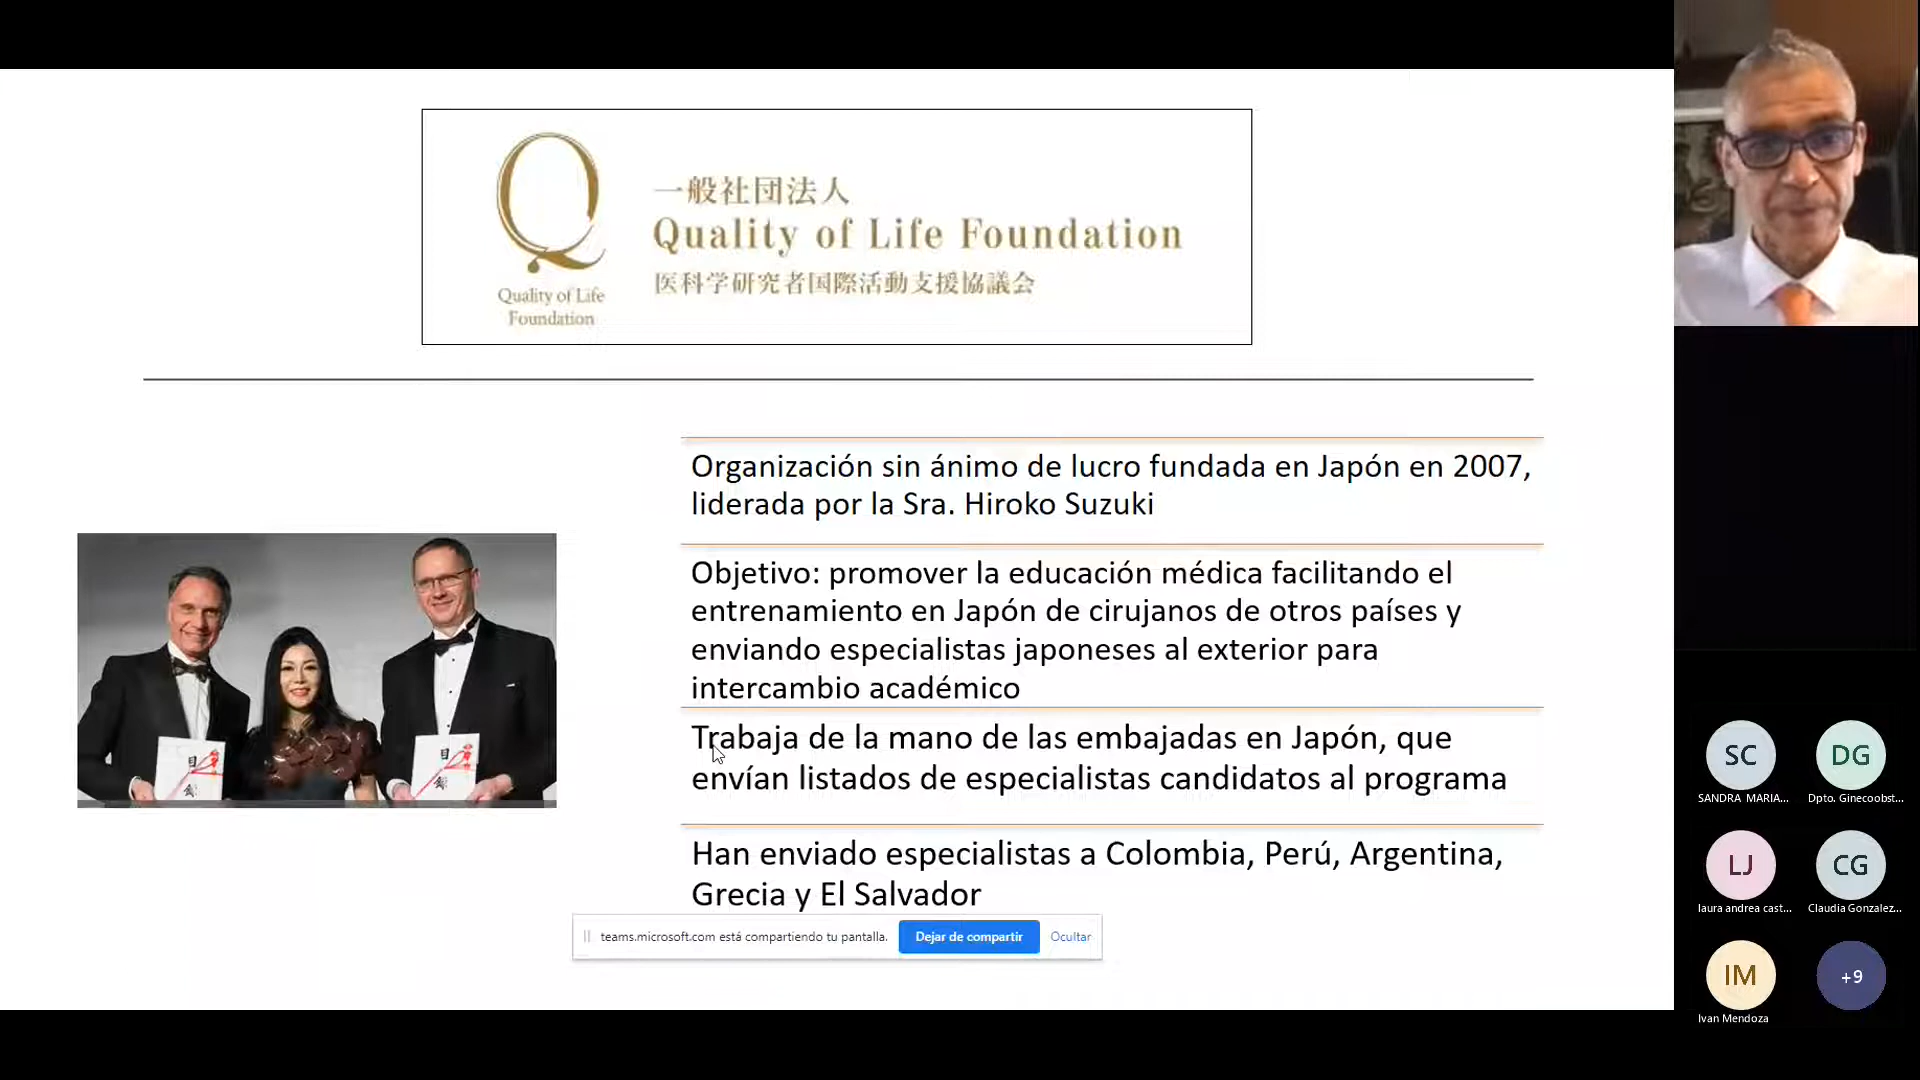 一般社団法人
Quality of Life Foundation
医科学研究者国際活動支援協議会
Quality of Life
Foundation
Organización sin ánimo de lucro fundada en Japón en 2007,
liderada por la Sra. Hiroko Suzuki
Objetivo: promover la educación médica facilitando el
entrenamiento en Japón de cirujanos de otros países y
enviando especialistas japoneses al exterior para
intercambio académico
Trabaja de la mano de las embajadas en Japón, que
envían listados de especialistas candidatos al programa
Han enviado especialistas a Colombia, Perú, Argentina,
Grecia y El Salvador
目録
目録
teams.microsoft.com está compartiendo tu pantalla.
Dejar de compartir
Ocultar
SC
SANDRA MARIA...
DG
Dpto. Ginecoobst...
LJ
laura andrea cast...
CG
Claudia Gonzalez...
IM
Ivan Mendoza
+9